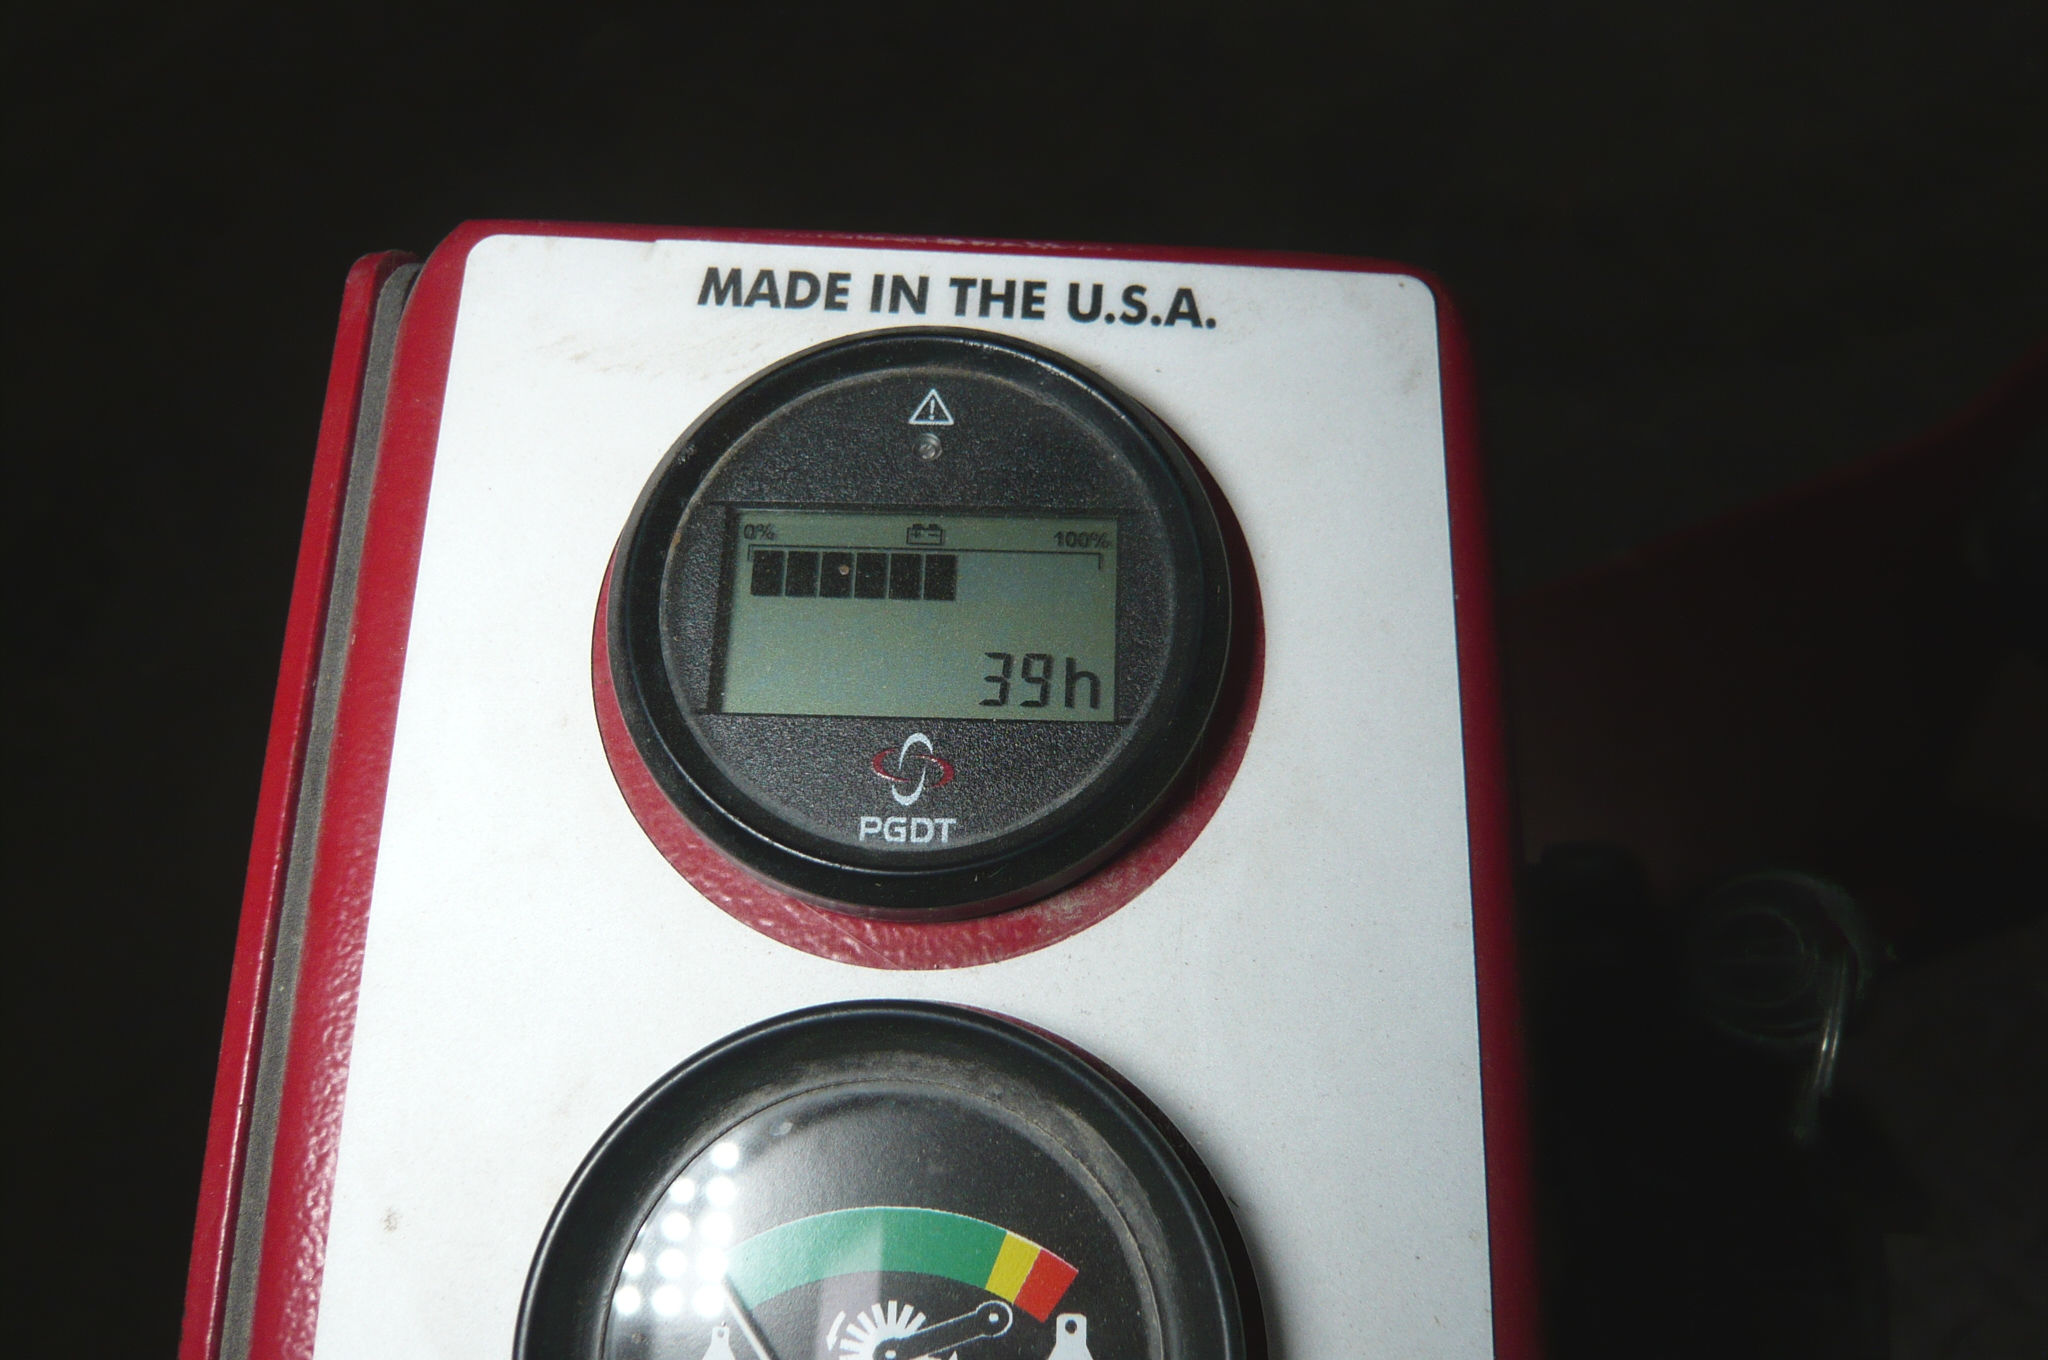 MADE IN THE U.S.A.
0% 100%
39h
PGDT